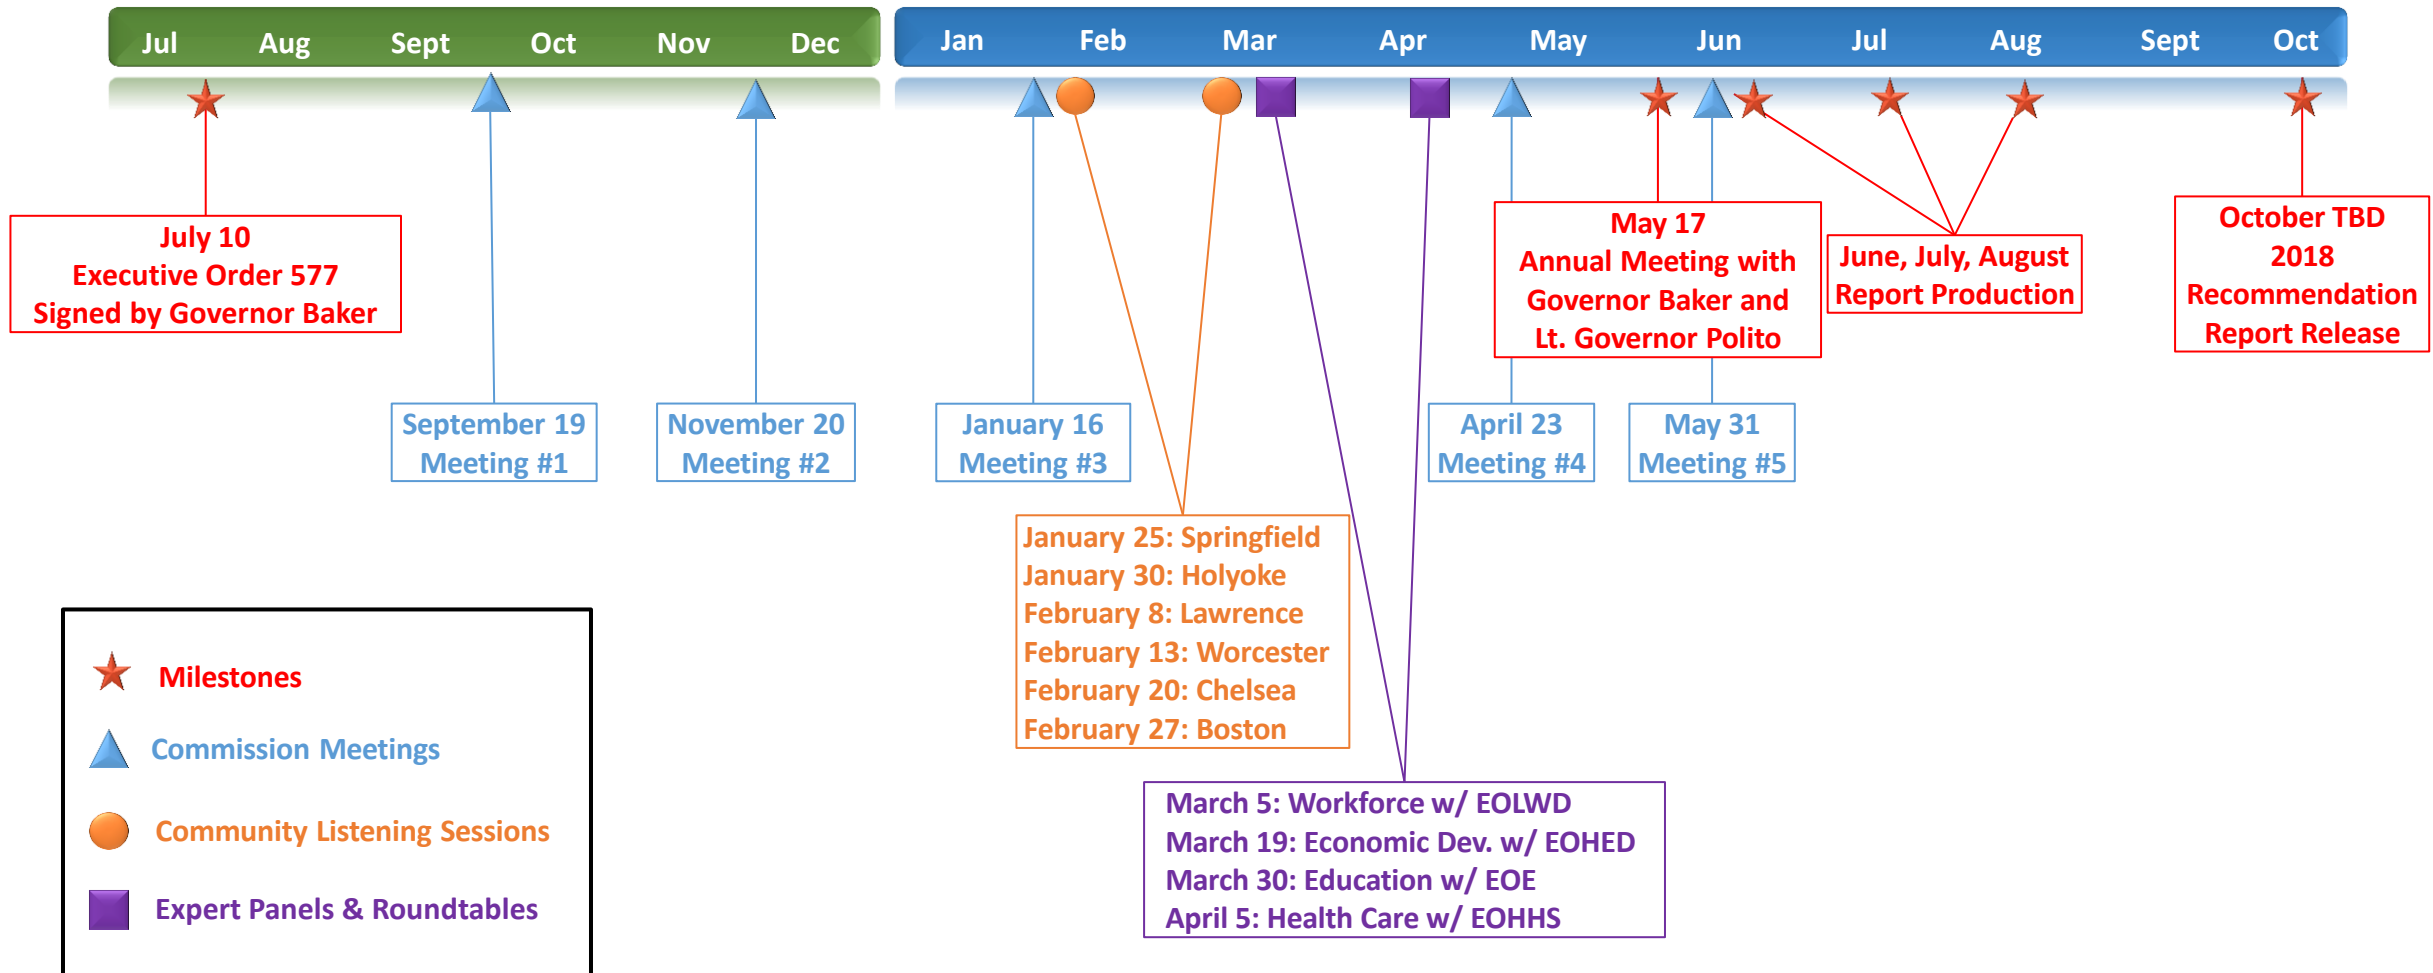 Jul Aug Sept Oct Nov Dec
Jan Feb Mar Apr May Jun Jul Aug Sept Oct
July 10
Executive Order 577
Signed by Governor Baker
September 19
Meeting #1
November 20
Meeting #2
January 16
Meeting #3
April 23
Meeting #4
May 31
Meeting #5
May 17
Annual Meeting with
Governor Baker and
Lt. Governor Polito
June, July, August
Report Production
October TBD
2018
Recommendation
Report Release
January 25: Springfield
January 30: Holyoke
February 8: Lawrence
February 13: Worcester
February 20: Chelsea
February 27: Boston
March 5: Workforce w/ EOLWD
March 19: Economic Dev. w/ EOHED
March 30: Education w/ EOE
April 5: Health Care w/ EOHHS
Milestones
Commission Meetings
Community Listening Sessions
Expert Panels & Roundtables